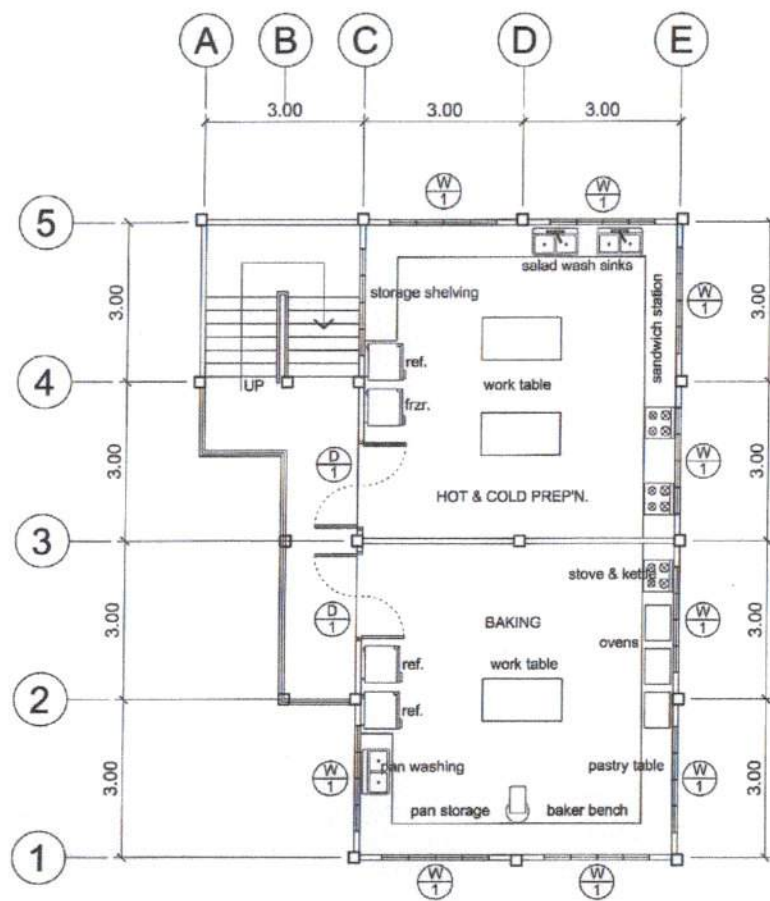 A B C D E
3.00 3.00 3.00
W
1
W
1
5
salad wash sinks
storage shelving
3.00
sandwich station
W
1
3.00
ref.
4
UP
work table
frzr.
D
1
3.00
W
1
3.00
HOT & COLD PREP'N.
3
stove & kettle
D
1
3.00
BAKING
W
1
3.00
ovens
ref.
work table
2
ref.
W
1
3.00
pan washing
pastry table
W
1
3.00
pan storage
baker bench
1
W
1
W
1